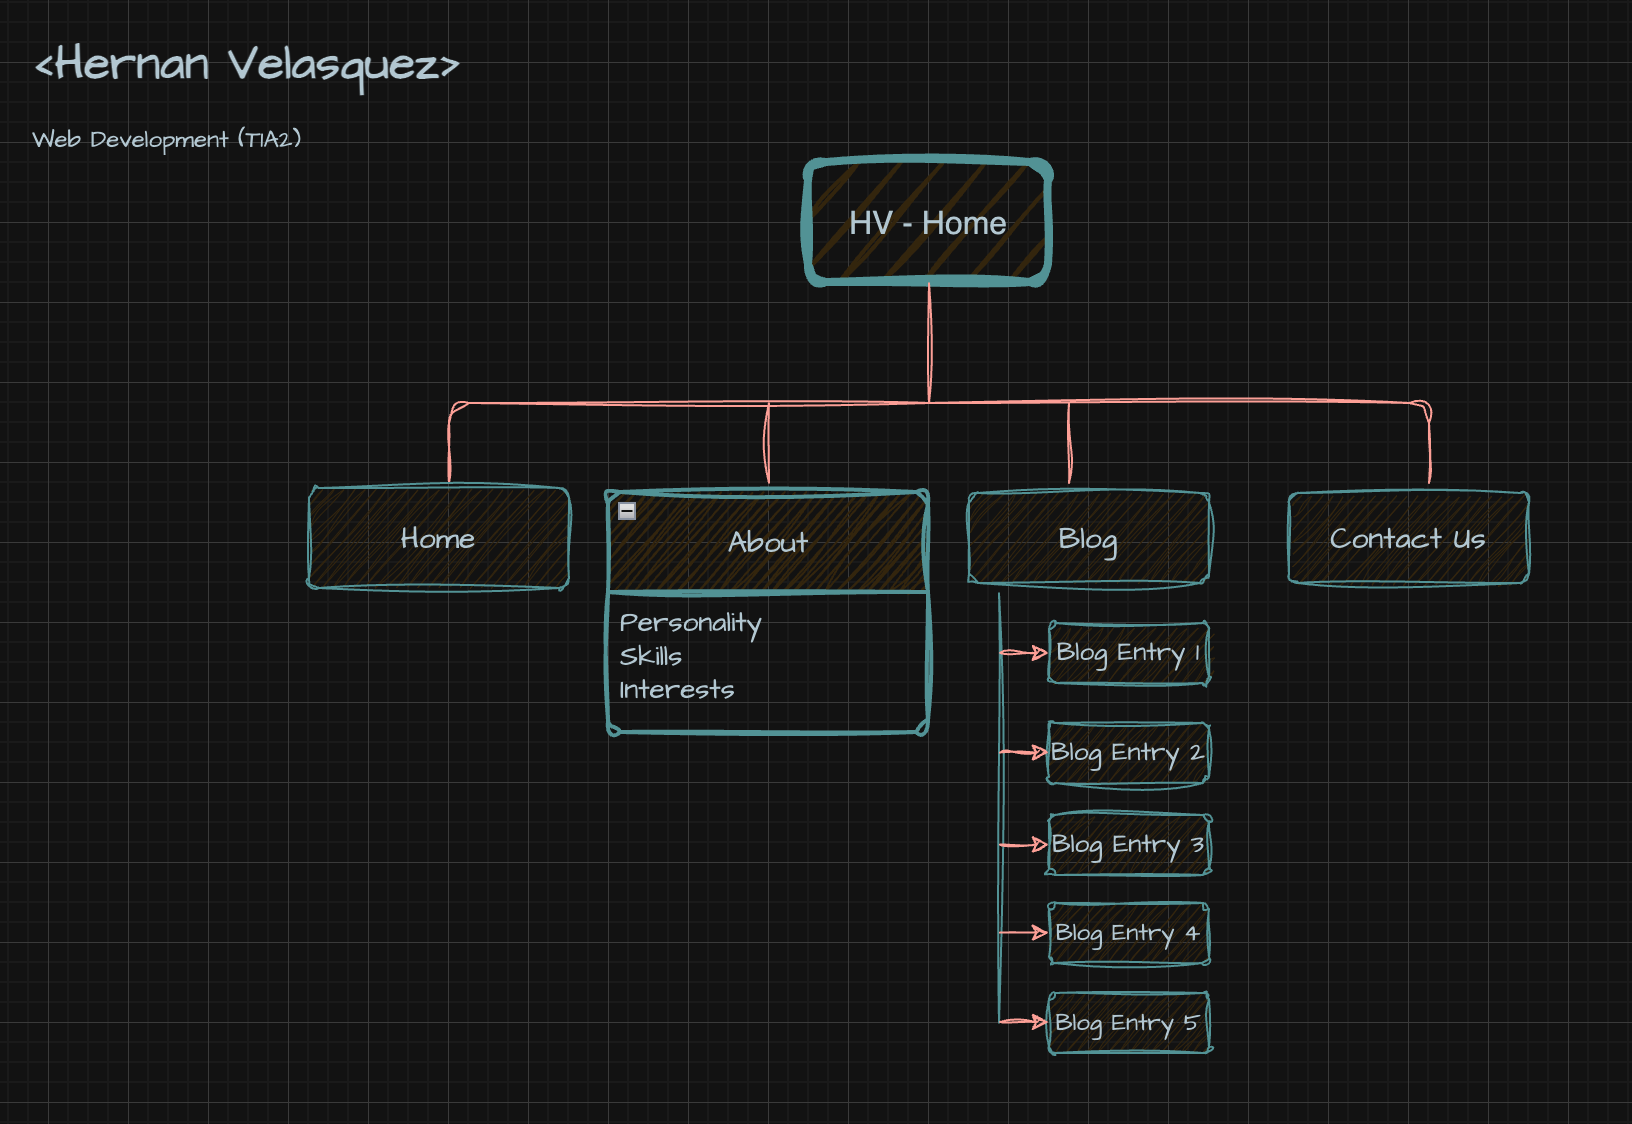 <Hernan Velasquez>
Web Development (T1A2)
HV - Home
Home
About
Personality
Skills
Interests
Blog
Blog Entry 1
Blog Entry 2
Blog Entry 3
Blog Entry 4
Blog Entry 5
Contact Us